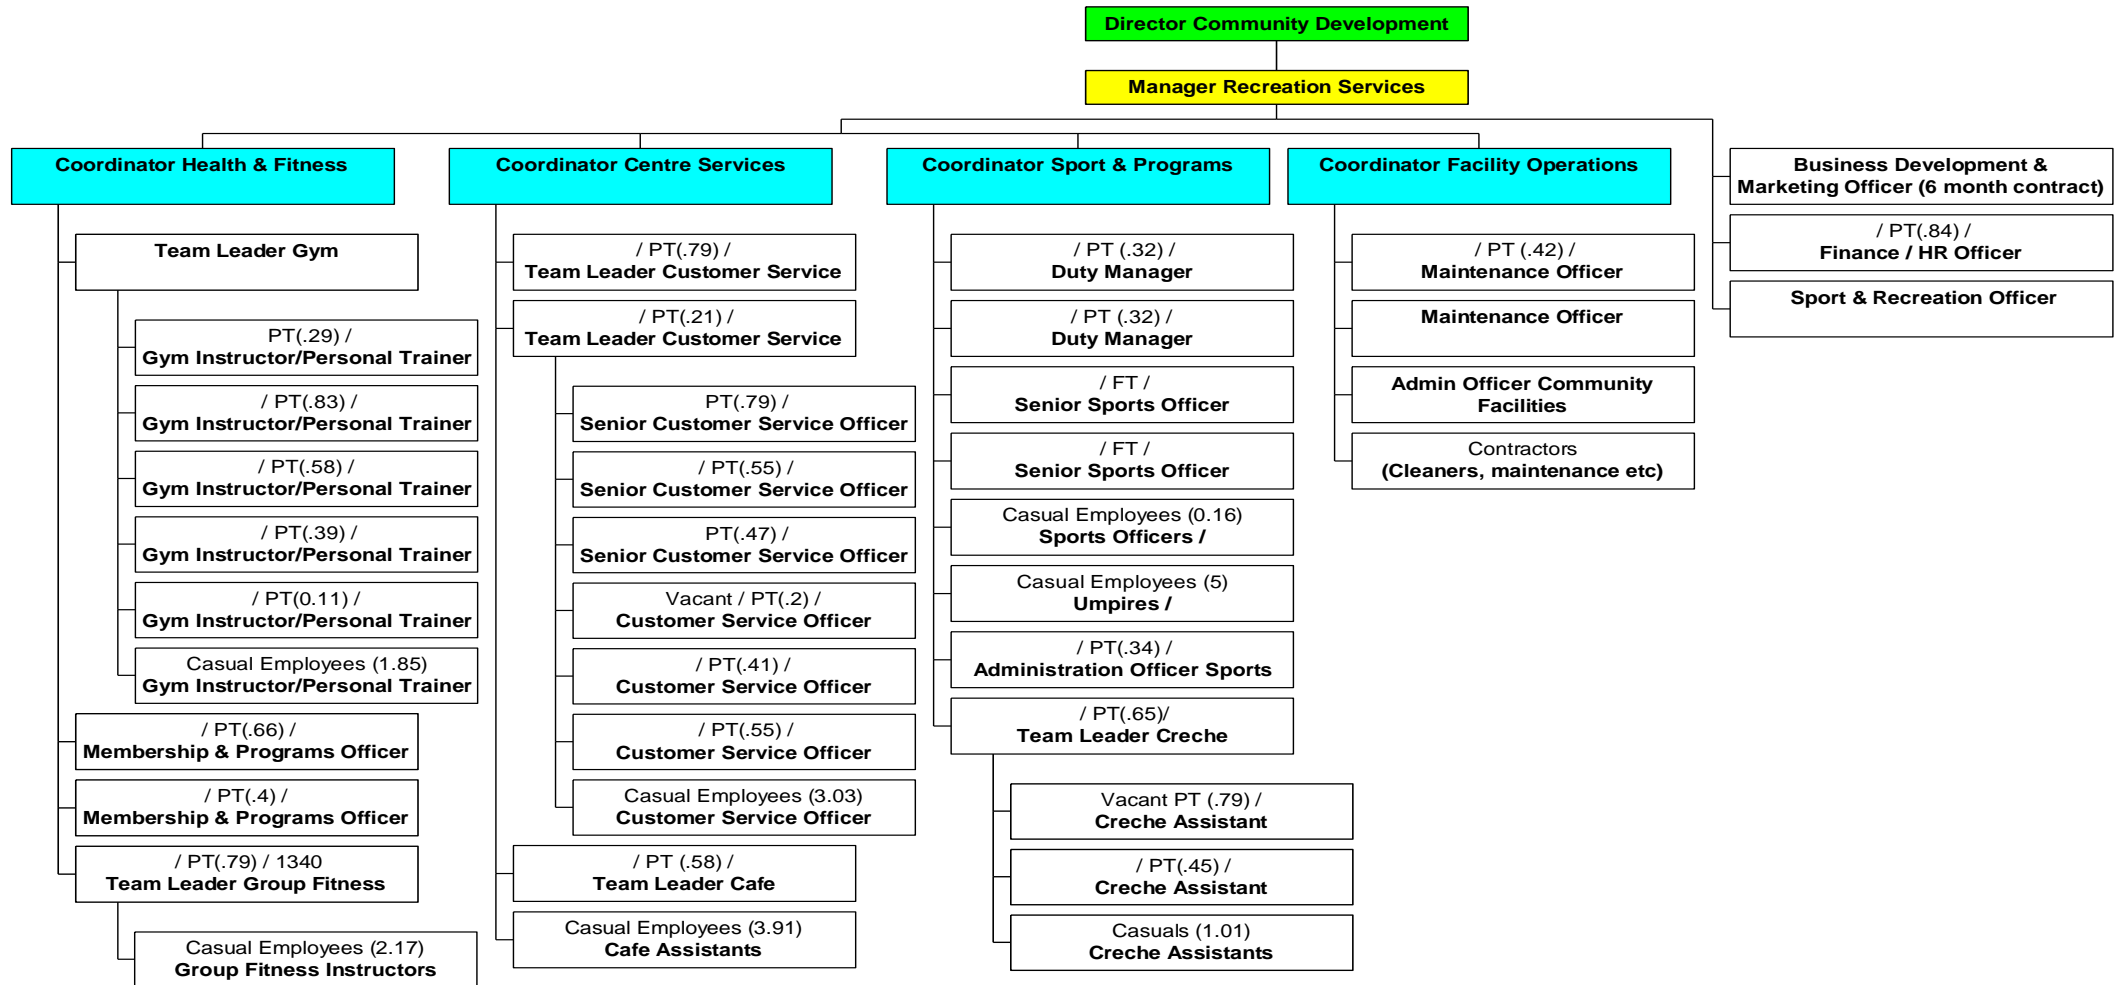 Director Community Development
Manager Recreation Services
Coordinator Health & Fitness
Team Leader Gym
PT(.29) /
Gym Instructor/Personal Trainer
/ PT(.83) /
Gym Instructor/Personal Trainer
/ PT(.58) /
Gym Instructor/Personal Trainer
/ PT(.39) /
Gym Instructor/Personal Trainer
/ PT(0.11) /
Gym Instructor/Personal Trainer
Casual Employees (1.85)
Gym Instructor/Personal Trainer
/ PT(.66) /
Membership & Programs Officer
/ PT(.4) /
Membership & Programs Officer
/ PT(.79) / 1340
Team Leader Group Fitness
Casual Employees (2.17)
Group Fitness Instructors
Coordinator Centre Services
/ PT(.79) /
Team Leader Customer Service
/ PT(.21) /
Team Leader Customer Service
PT(.79) /
Senior Customer Service Officer
/ PT(.55) /
Senior Customer Service Officer
PT(.47) /
Senior Customer Service Officer
Vacant / PT(.2) /
Customer Service Officer
/ PT(.41) /
Customer Service Officer
/ PT(.55) /
Customer Service Officer
Casual Employees (3.03)
Customer Service Officer
/ PT (.58) /
Team Leader Cafe
Casual Employees (3.91)
Cafe Assistants
Coordinator Sport & Programs
/ PT (.32) /
Duty Manager
/ PT (.32) /
Duty Manager
/ FT /
Senior Sports Officer
/ FT /
Senior Sports Officer
Casual Employees (0.16)
Sports Officers /
Casual Employees (5)
Umpires /
/ PT(.34) /
Administration Officer Sports
/ PT(.65)/
Team Leader Creche
Vacant PT (.79) /
Creche Assistant
/ PT(.45) /
Creche Assistant
Casuals (1.01)
Creche Assistants
Coordinator Facility Operations
/ PT (.42) /
Maintenance Officer
Maintenance Officer
Admin Officer Community
Facilities
Contractors
(Cleaners, maintenance etc)
Business Development &
Marketing Officer (6 month contract)
/ PT(.84) /
Finance / HR Officer
Sport & Recreation Officer